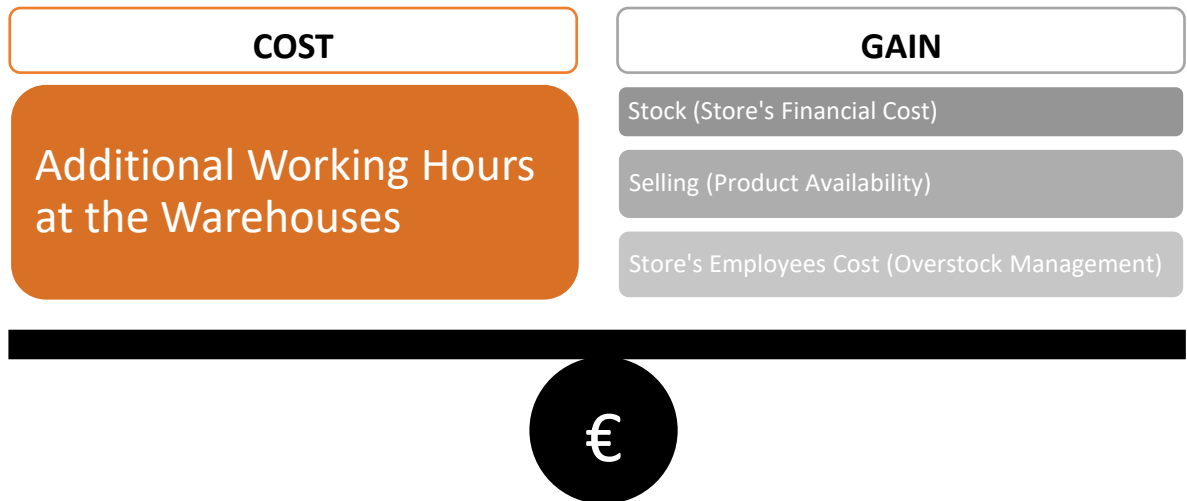 COST
GAIN
Additional Working Hours
at the Warehouses
Stock (Store's Financial Cost)
Selling (Product Availability)
Store's Employees Cost (Overstock Management)
€